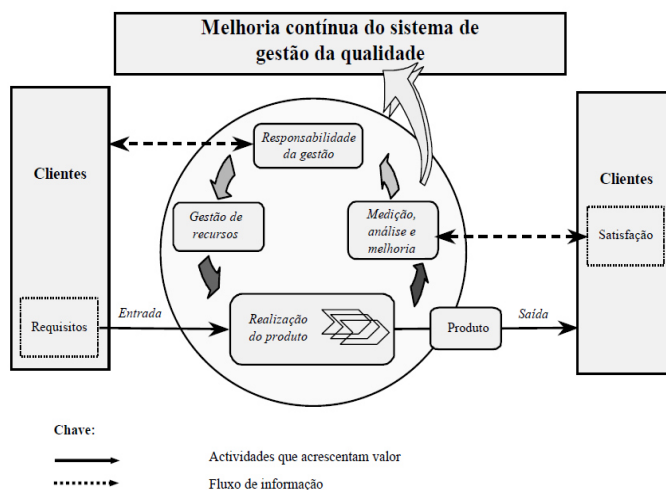 Melhoria contínua do sistema de
gestão da qualidade
Clientes
Requisitos
Entrada
Responsabilidade
da gestão
Gestão de
recursos
Medição,
análise e
melhoria
Realização
do produto
Produto
Saída
Clientes
Satisfação
Chave:
Actividades que acrescentam valor
Fluxo de informação